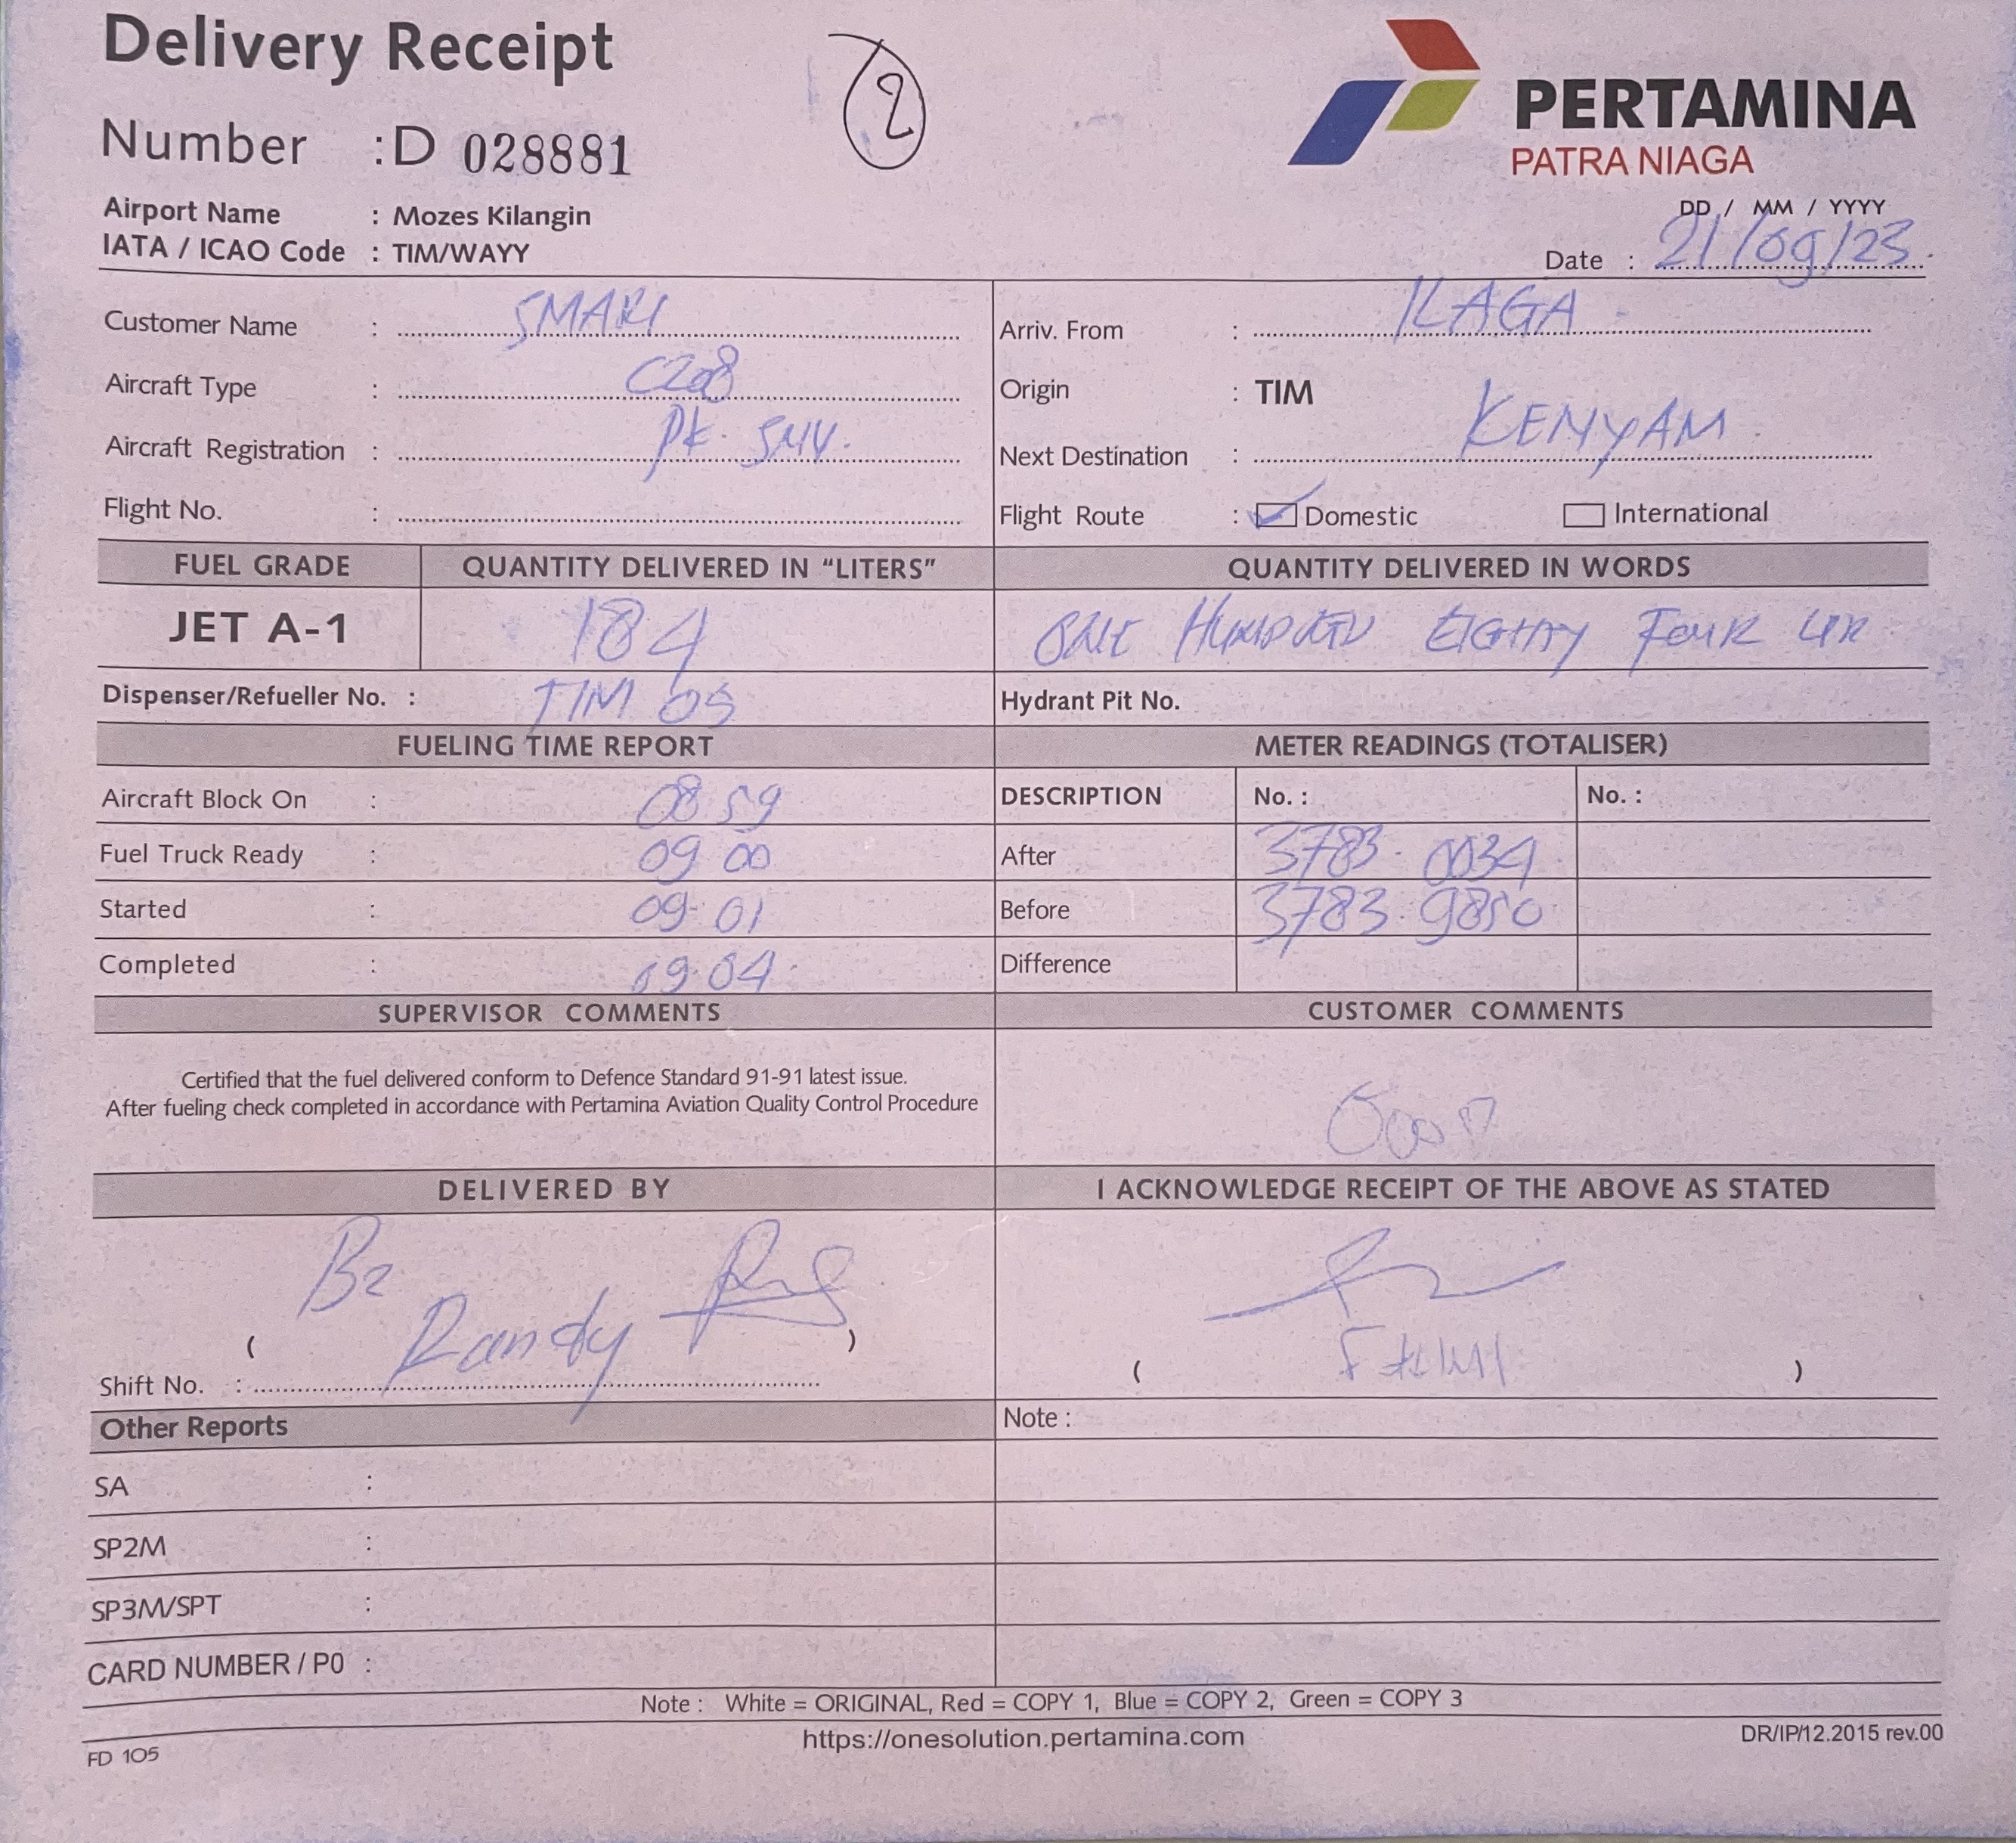 Delivery Receipt
2
PERTAMINA
PATRA NIAGA
Number : D 028881
Airport Name : Mozes Kilangin
IATA / ICAO Code : TIM/WAYY
DD / MM / YYYY
Date : 21/09/23
Customer Name : SMART
Arriv. From : ILAGA
Aircraft Type : C208
Origin : TIM
Aircraft Registration : PK. SNV.
Next Destination : KENYAM
Flight No. :
Flight Route : Domestic International
FUEL GRADE QUANTITY DELIVERED IN "LITERS" QUANTITY DELIVERED IN WORDS
JET A-1 184 ONE HUNDRED EIGHTY FOUR LTR
Dispenser/Refueller No. : TIM 05 Hydrant Pit No.
FUELING TIME REPORT METER READINGS (TOTALISER)
Aircraft Block On : 08 59 DESCRIPTION No. : No. :
Fuel Truck Ready : 09 00 After 3783. 0034
Started : 09 01 Before 3783. 9850
Completed : 09.04 Difference
SUPERVISOR COMMENTS CUSTOMER COMMENTS
Certified that the fuel delivered conform to Defence Standard 91-91 latest issue.
After fueling check completed in accordance with Pertamina Aviation Quality Control Procedure
GOOD
DELIVERED BY I ACKNOWLEDGE RECEIPT OF THE ABOVE AS STATED
B2
( Randy ) ( )
Shift No. :
Other Reports Note :
SA :
SP2M :
SP3M/SPT :
CARD NUMBER / P0 :
Note : White = ORIGINAL, Red = COPY 1, Blue = COPY 2, Green = COPY 3
FD 105 https://onesolution.pertamina.com DR/IP/12.2015 rev.00